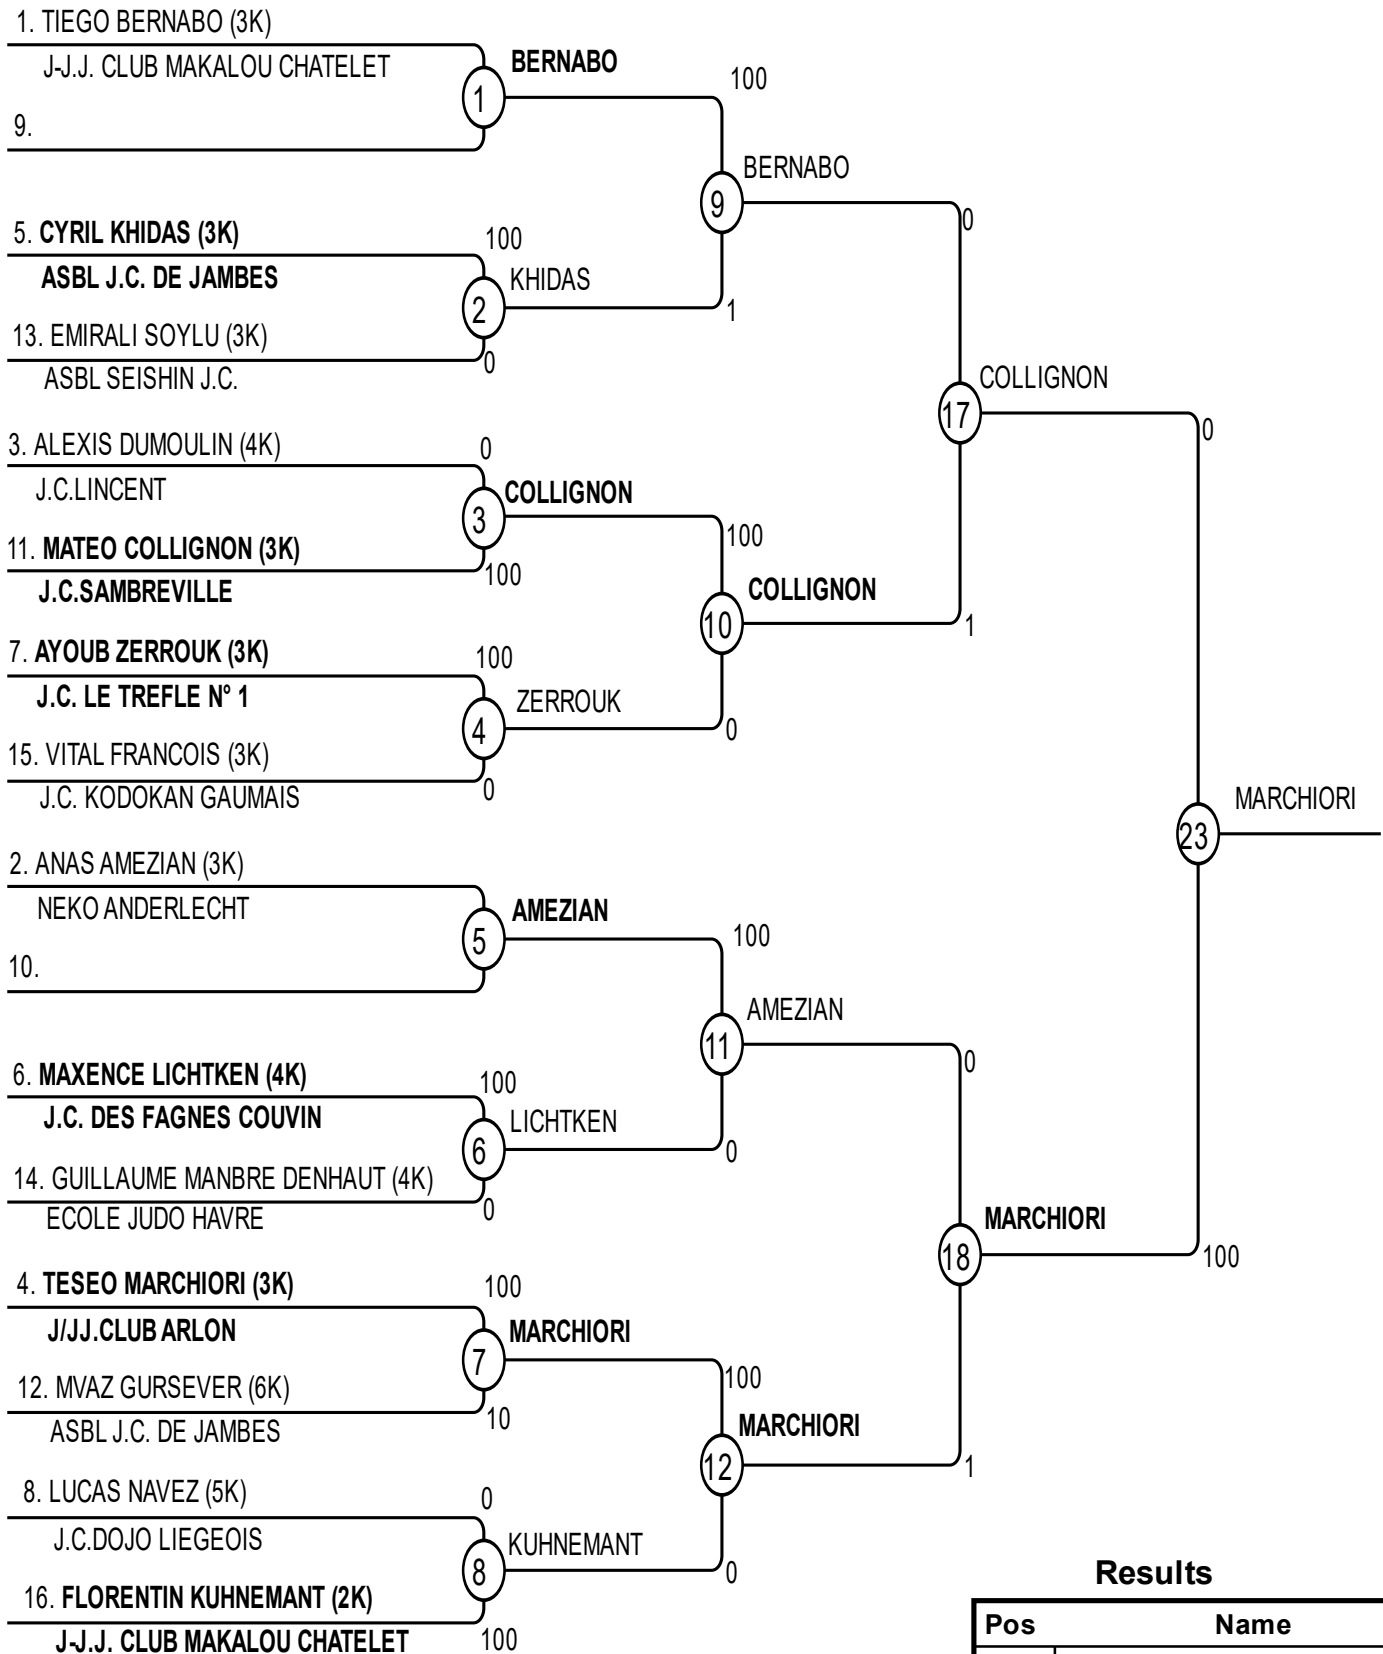 1. TIEGO BERNABO (3K)
J-J.J. CLUB MAKALOU CHATELET
9.
1
BERNABO
100
5. CYRIL KHIDAS (3K)
ASBL J.C. DE JAMBES
100
13. EMIRALI SOYLU (3K)
ASBL SEISHIN J.C.
0
2
KHIDAS
1
9
BERNABO
0
3. ALEXIS DUMOULIN (4K)
J.C.LINCENT
0
11. MATEO COLLIGNON (3K)
J.C.SAMBREVILLE
100
3
COLLIGNON
100
7. AYOUB ZERROUK (3K)
J.C. LE TREFLE N° 1
100
15. VITAL FRANCOIS (3K)
J.C. KODOKAN GAUMAIS
0
4
ZERROUK
0
10
COLLIGNON
1
17
COLLIGNON
0
2. ANAS AMEZIAN (3K)
NEKO ANDERLECHT
10.
5
AMEZIAN
100
6. MAXENCE LICHTKEN (4K)
J.C. DES FAGNES COUVIN
100
14. GUILLAUME MANBRE DENHAUT (4K)
ECOLE JUDO HAVRE
0
6
LICHTKEN
0
11
AMEZIAN
0
4. TESEO MARCHIORI (3K)
J/JJ.CLUB ARLON
100
12. MVAZ GURSEVER (6K)
ASBL J.C. DE JAMBES
10
7
MARCHIORI
100
8. LUCAS NAVEZ (5K)
J.C.DOJO LIEGEOIS
0
16. FLORENTIN KUHNEMANT (2K)
J-J.J. CLUB MAKALOU CHATELET
100
8
KUHNEMANT
0
12
MARCHIORI
1
18
MARCHIORI
100
23
MARCHIORI
Results
Pos Name